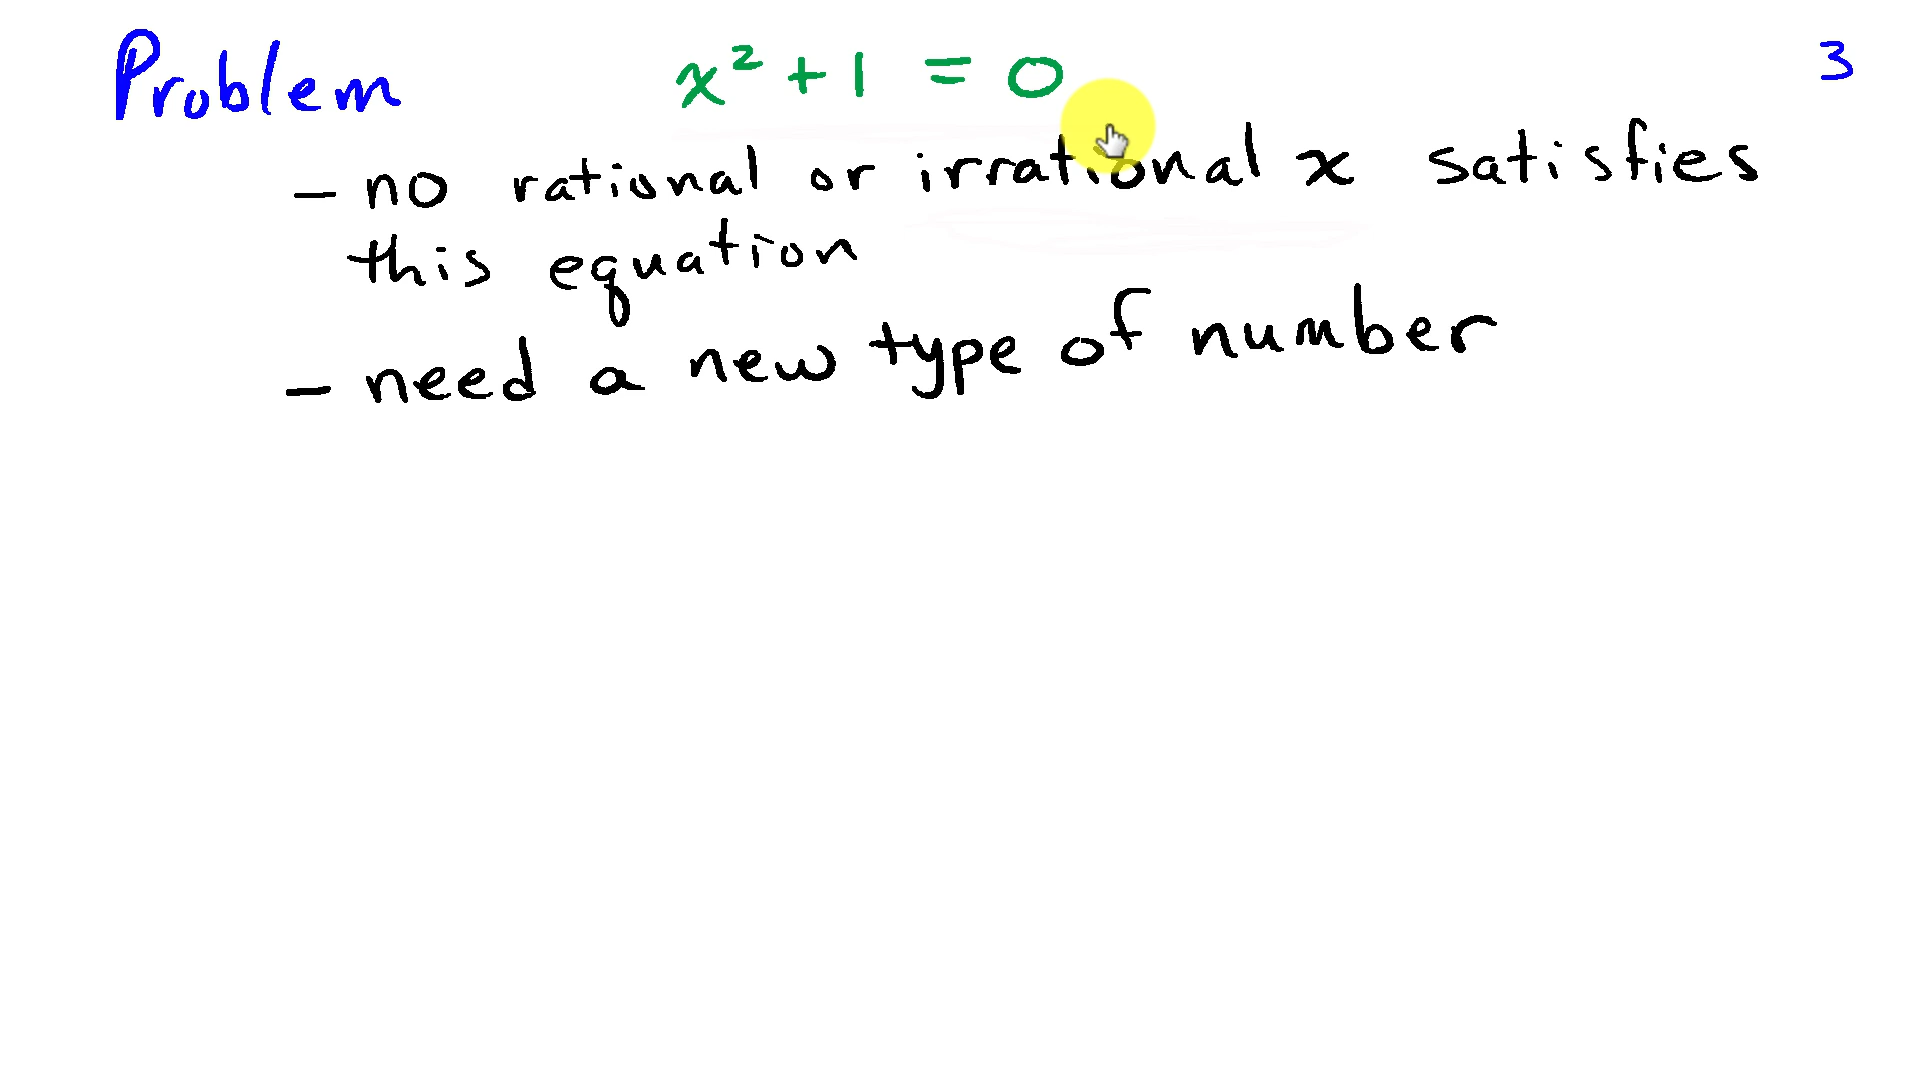 Problem x² + 1 = 0 3
- no rational or irrational x satisfies
this equation
- need a new type of number